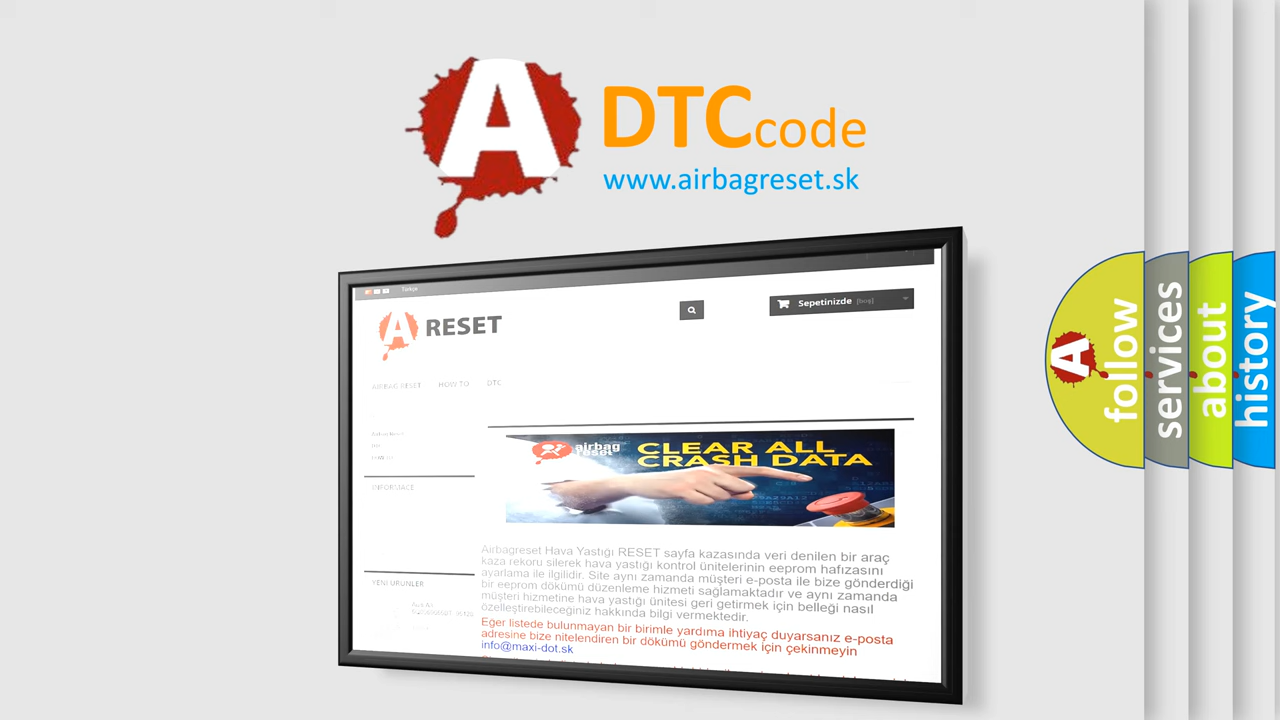 A DTCcode
www.airbagreset.sk
Türkçe
A RESET
Sepetinizde [boş]
AIRBAG RESET HOW TO DTC
airbag
reset
CLEAR ALL
CRASH DATA
INFORMACE
Airbagreset Hava Yastığı RESET sayfa kazasında veri denilen bir araç
kaza rekoru silerek hava yastığı kontrol ünitelerinin eeprom hafızasını
ayarlama ile ilgilidir. Site aynı zamanda müşteri e-posta ile bize gönderdiği
bir eeprom dökümü düzenleme hizmeti sağlamaktadır ve aynı zamanda
müşteri hizmetine hava yastığı ünitesi geri getirmek için belleği nasıl
özelleştirebileceğiniz hakkında bilgi vermektedir.
Eger listede bulunmayan bir birimle yardıma ihtiyaç duyarsanız e-posta
adresine bize nitelendiren bir dökümü göndermek için çekinmeyin
info@maxi-dot.sk
YENİ ÜRÜNLER
A follow
services
about
history